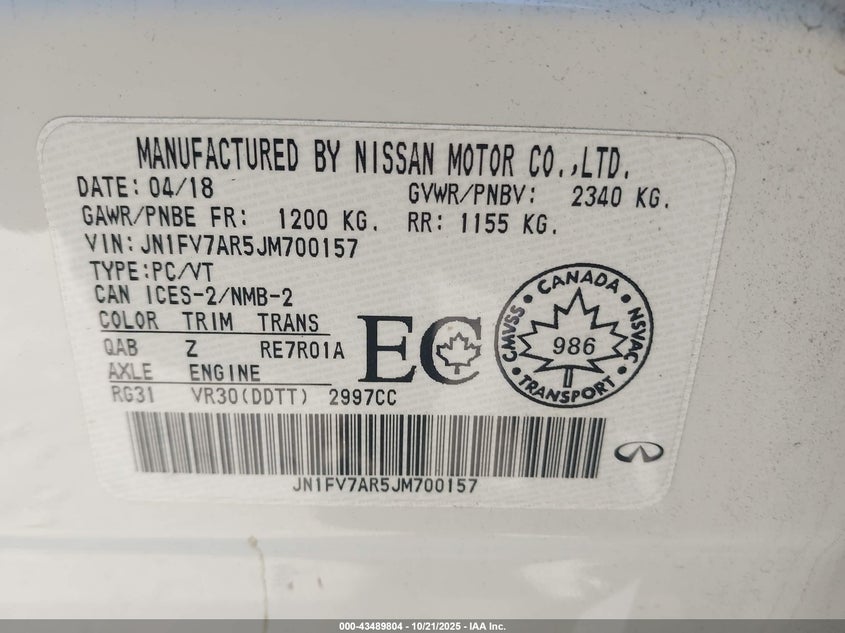 MANUFACTURED BY NISSAN MOTOR CO.,LTD.
DATE: 04/18 GVWR/PNBV: 2340 KG.
GAWR/PNBE FR: 1200 KG. RR: 1155 KG.
VIN: JN1FV7AR5JM700157
TYPE:PC/VT
CAN ICES-2/NMB-2
COLOR TRIM TRANS
QAB Z RE7R01A
AXLE ENGINE
RG31 VR30(DDTT) 2997CC
EC
CANADA
CMVSS
NSVAC
986
TRANSPORT
JN1FV7AR5JM700157
000-43489804 - 10/21/2025 - IAA Inc.